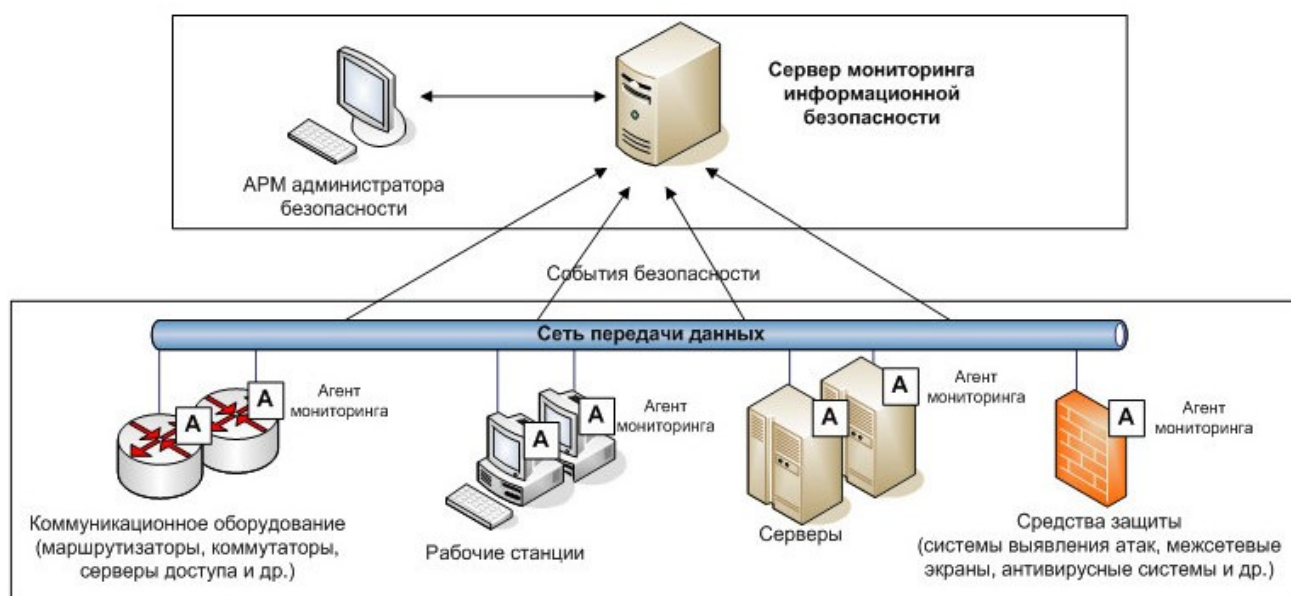 Сервер мониторинга
информационной
безопасности
АРМ администратора
безопасности
События безопасности
Сеть передачи данных
А
А
Агент
мониторинга
А
А
Агент
мониторинга
А
А
Агент
мониторинга
А
Агент
мониторинга
Коммуникационное оборудование
(маршрутизаторы, коммутаторы,
серверы доступа и др.)
Рабочие станции
Серверы
Средства защиты
(системы выявления атак, межсетевые
экраны, антивирусные системы и др.)